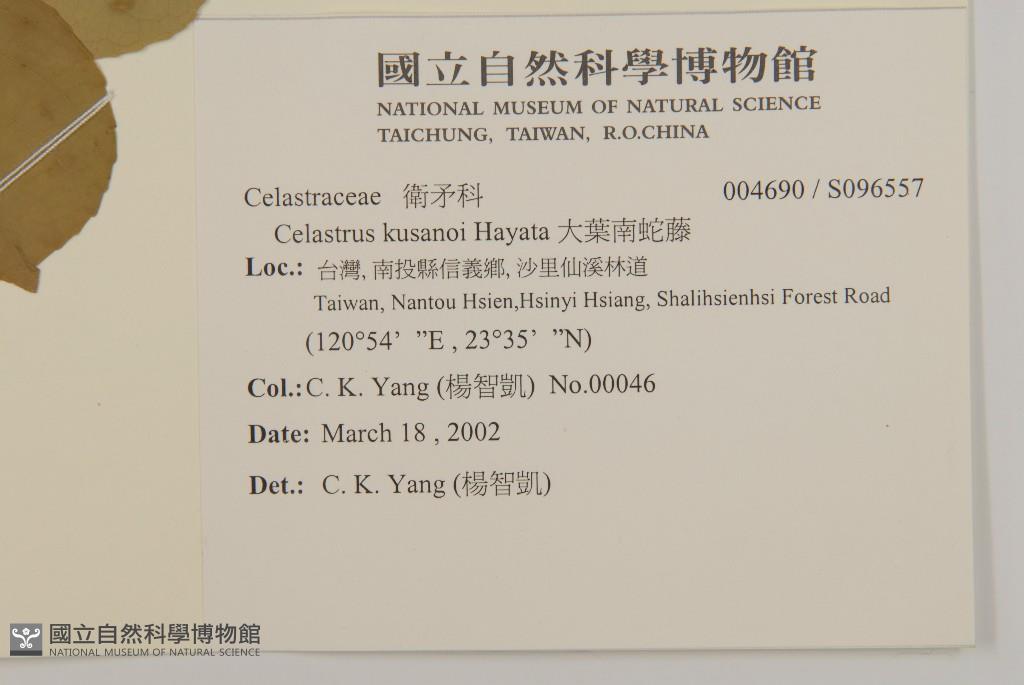 國立自然科學博物館
NATIONAL MUSEUM OF NATURAL SCIENCE
TAICHUNG, TAIWAN, R.O.CHINA
Celastraceae 衛矛科 004690 / S096557
Celastrus kusanoi Hayata 大葉南蛇藤
Loc.: 台灣, 南投縣信義鄉, 沙里仙溪林道
Taiwan, Nantou Hsien,Hsinyi Hsiang, Shalihsienhsi Forest Road
(120°54’ ”E , 23°35’ ”N)
Col.: C. K. Yang (楊智凱) No.00046
Date: March 18 , 2002
Det.: C. K. Yang (楊智凱)
國立自然科學博物館
NATIONAL MUSEUM OF NATURAL SCIENCE